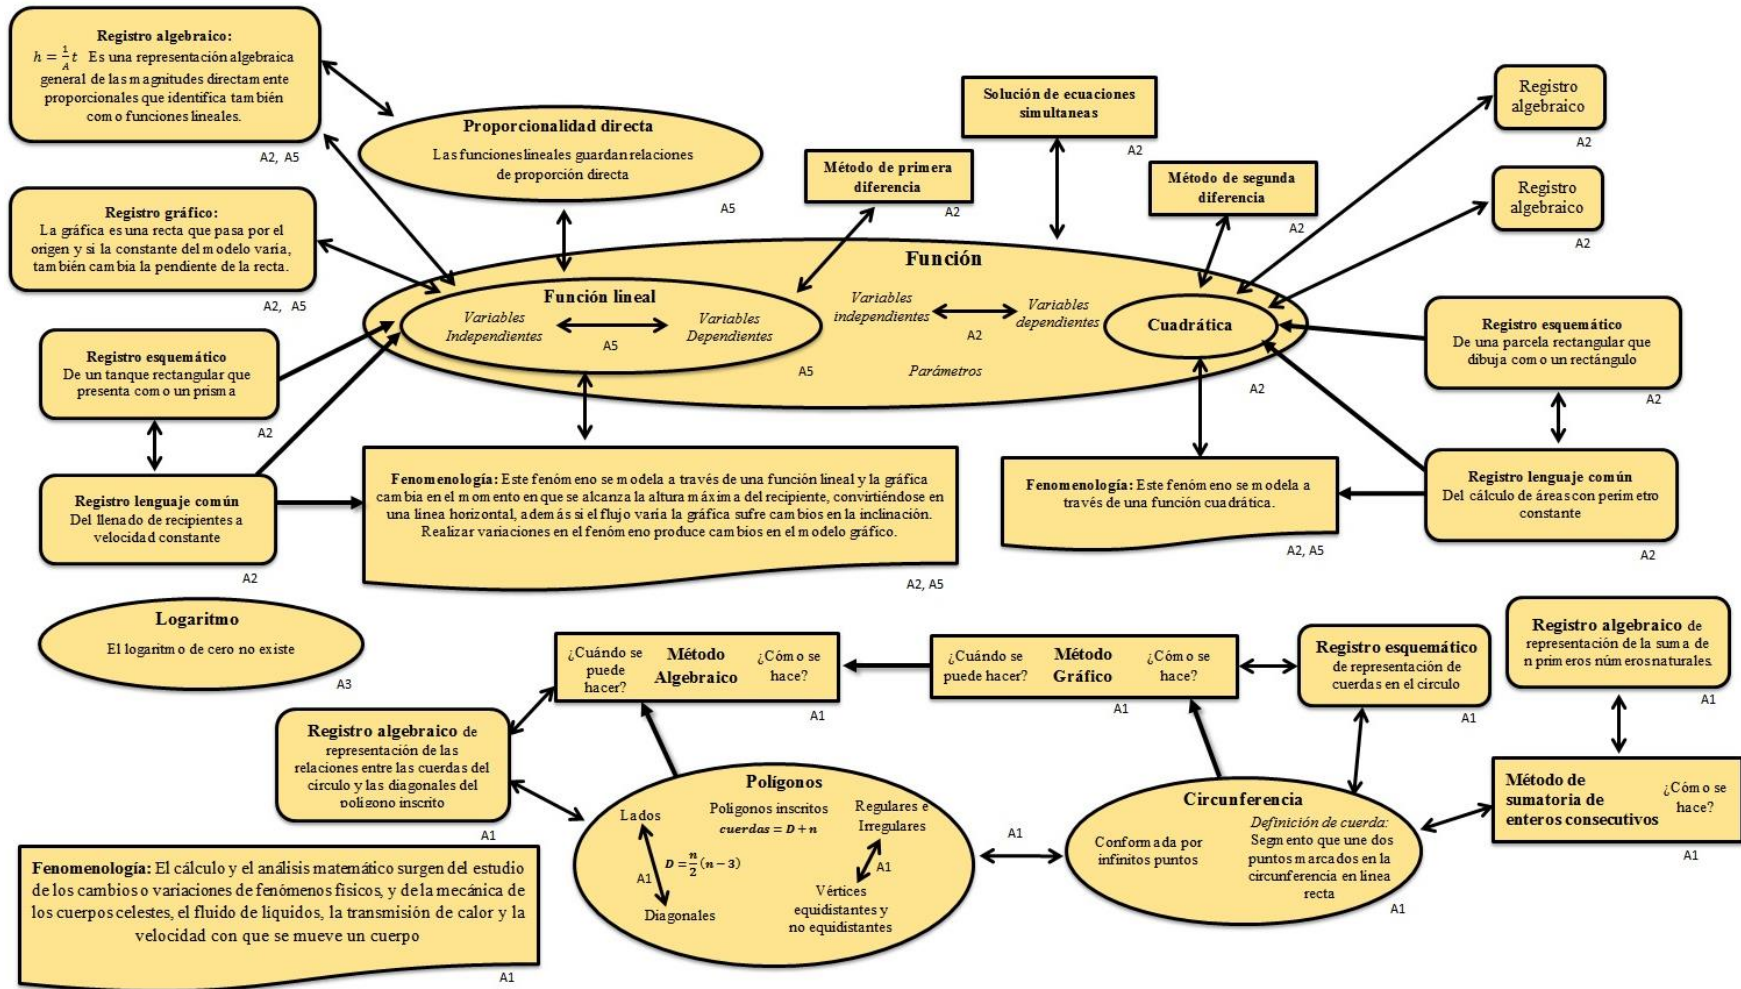 Registro algebraico:
h = 1/A t Es una representación algebraica
general de las magnitudes directamente
proporcionales que identifica también
como funciones lineales.
A2, A5
Proporcionalidad directa
Las funciones lineales guardan relaciones
de proporción directa
A5
Solución de ecuaciones
simultaneas
A2
Método de primera
diferencia
A2
Método de segunda
diferencia
A2
Registro
algebraico
A2
Registro
algebraico
A2
Registro gráfico:
La gráfica es una recta que pasa por el
origen y si la constante del modelo varía,
también cambia la pendiente de la recta.
A2, A5
Función
Función lineal
Variables
Independientes
A5
Variables
Dependientes
A5
Variables
independientes
A2
Variables
dependientes
Parámetros
Cuadrática
A2
Registro esquemático
De un tanque rectangular que
presenta como un prisma
A2
Registro esquemático
De una parcela rectangular que
dibuja como un rectángulo
A2
Registro lenguaje común
Del llenado de recipientes a
velocidad constante
A2
Fenomenología: Este fenómeno se modela a través de una función lineal y la gráfica
cambia en el momento en que se alcanza la altura máxima del recipiente, convirtiéndose en
una línea horizontal, además si el flujo varía la gráfica sufre cambios en la inclinación.
Realizar variaciones en el fenómeno produce cambios en el modelo gráfico.
A2, A5
Fenomenología: Este fenómeno se modela a
través de una función cuadrática.
A2, A5
Registro lenguaje común
Del cálculo de áreas con perímetro
constante
A2
Logaritmo
El logaritmo de cero no existe
A3
¿Cuándo se
puede
hacer?
Método
Algebraico
¿Cómo se
hace?
A1
¿Cuándo se
puede hacer?
Método
Gráfico
¿Cómo se
hace?
A1
Registro esquemático
de representación de
cuerdas en el círculo
A1
Registro algebraico de
representación de la suma de
n primeros números naturales.
A1
Registro algebraico de
representación de las
relaciones entre las cuerdas del
círculo y las diagonales del
polígono inscrito
A1
Polígonos
Lados
Polígonos inscritos
cuerdas = D + n
Regulares e
Irregulares
D = n/2 (n − 3)
A1
A1
Diagonales
Vértices
equidistantes y
no equidistantes
A1
Circunferencia
Conformada por
infinitos puntos
Definición de cuerda:
Segmento que une dos
puntos marcados en la
circunferencia en línea
recta
A1
Método de
sumatoria de
enteros consecutivos
¿Cómo se
hace?
A1
Fenomenología: El cálculo y el análisis matemático surgen del estudio
de los cambios o variaciones de fenómenos físicos, y de la mecánica de
los cuerpos celestes, el fluido de líquidos, la transmisión de calor y la
velocidad con que se mueve un cuerpo
A1